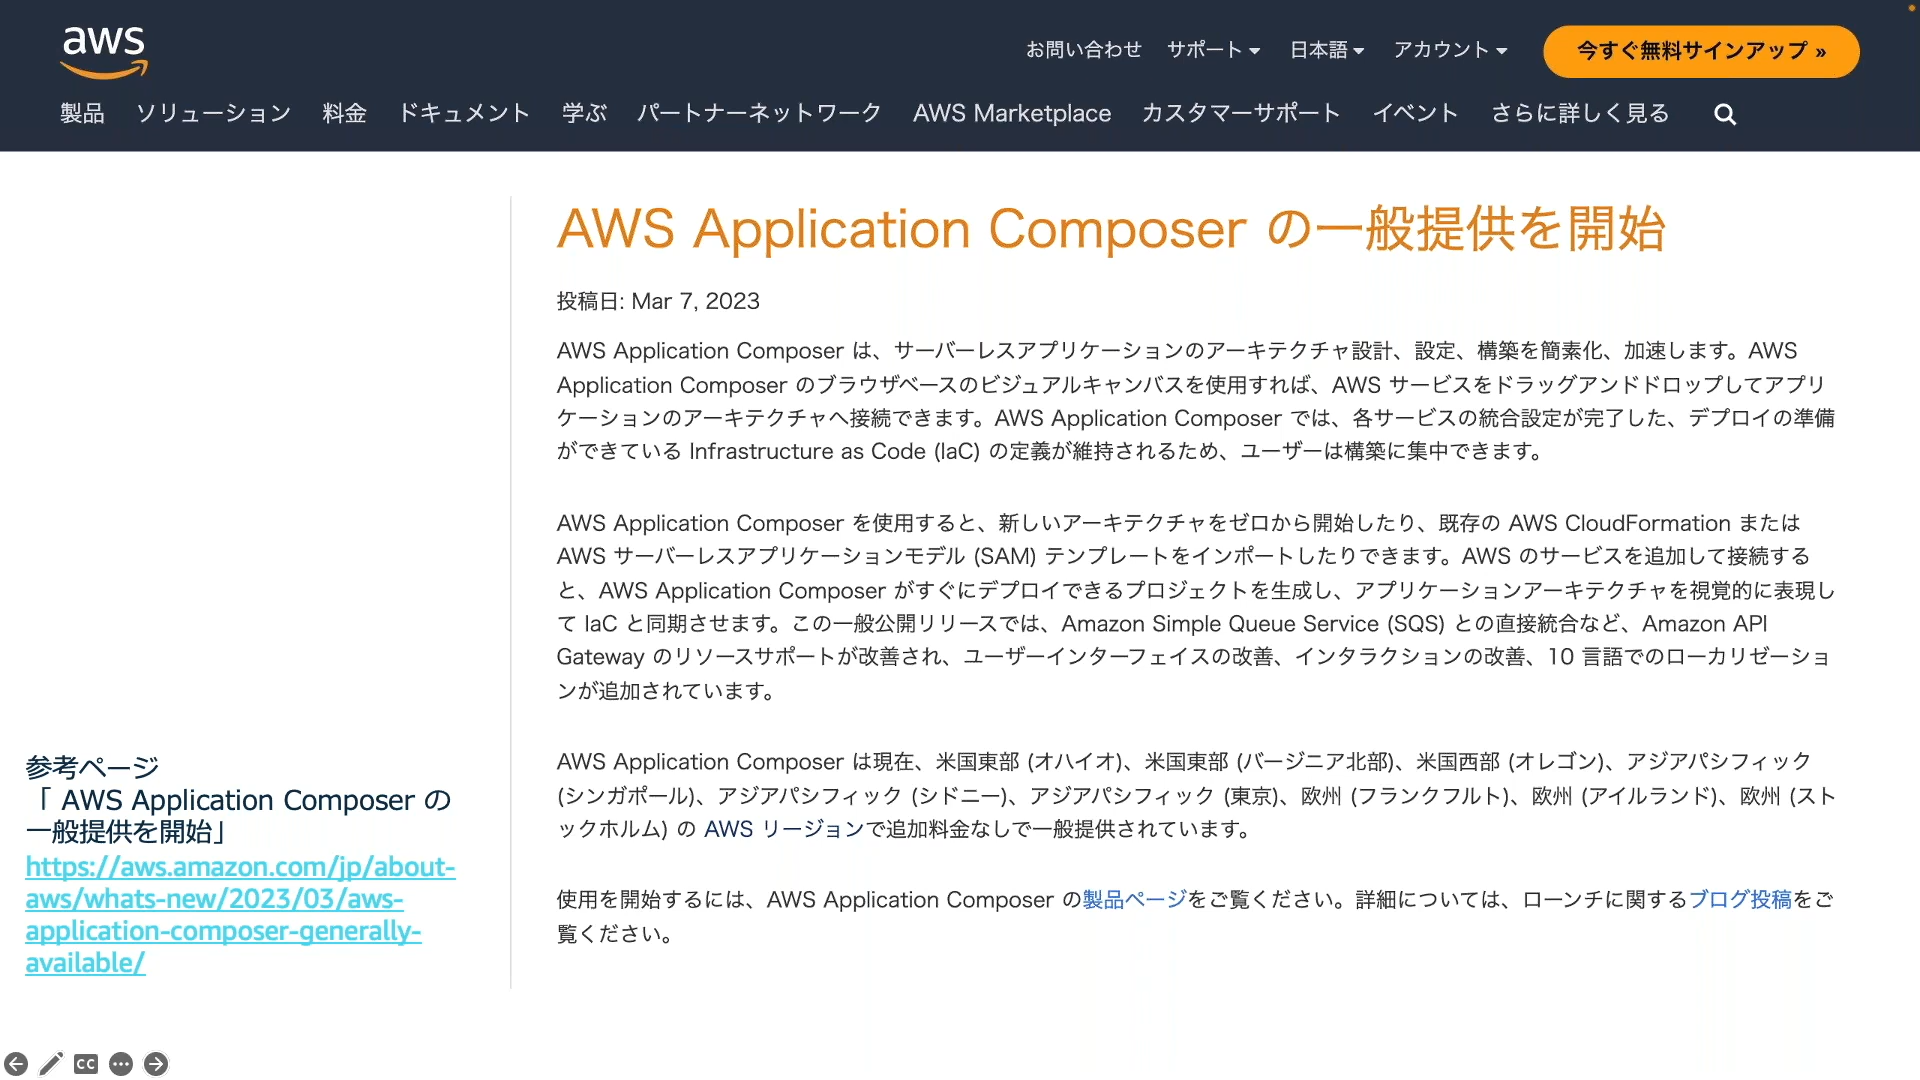 aws
お問い合わせ サポート 日本語 アカウント 今すぐ無料サインアップ »
製品 ソリューション 料金 ドキュメント 学ぶ パートナーネットワーク AWS Marketplace カスタマーサポート イベント さらに詳しく見る
AWS Application Composer の一般提供を開始
投稿日: Mar 7, 2023
AWS Application Composer は、サーバーレスアプリケーションのアーキテクチャ設計、設定、構築を簡素化、加速します。AWS
Application Composer のブラウザベースのビジュアルキャンバスを使用すれば、AWS サービスをドラッグアンドドロップしてアプリ
ケーションのアーキテクチャへ接続できます。AWS Application Composer では、各サービスの統合設定が完了した、デプロイの準備
ができている Infrastructure as Code (IaC) の定義が維持されるため、ユーザーは構築に集中できます。
AWS Application Composer を使用すると、新しいアーキテクチャをゼロから開始したり、既存の AWS CloudFormation または
AWS サーバーレスアプリケーションモデル (SAM) テンプレートをインポートしたりできます。AWS のサービスを追加して接続する
と、AWS Application Composer がすぐにデプロイできるプロジェクトを生成し、アプリケーションアーキテクチャを視覚的に表現し
て IaC と同期させます。この一般公開リリースでは、Amazon Simple Queue Service (SQS) との直接統合など、Amazon API
Gateway のリソースサポートが改善され、ユーザーインターフェイスの改善、インタラクションの改善、10 言語でのローカリゼーショ
ンが追加されています。
AWS Application Composer は現在、米国東部 (オハイオ)、米国東部 (バージニア北部)、米国西部 (オレゴン)、アジアパシフィック
(シンガポール)、アジアパシフィック (シドニー)、アジアパシフィック (東京)、欧州 (フランクフルト)、欧州 (アイルランド)、欧州 (スト
ックホルム) の AWS リージョンで追加料金なしで一般提供されています。
使用を開始するには、AWS Application Composer の製品ページをご覧ください。詳細については、ローンチに関するブログ投稿をご
覧ください。
参考ページ
「 AWS Application Composer の
一般提供を開始」
https://aws.amazon.com/jp/about-
aws/whats-new/2023/03/aws-
application-composer-generally-
available/
CC